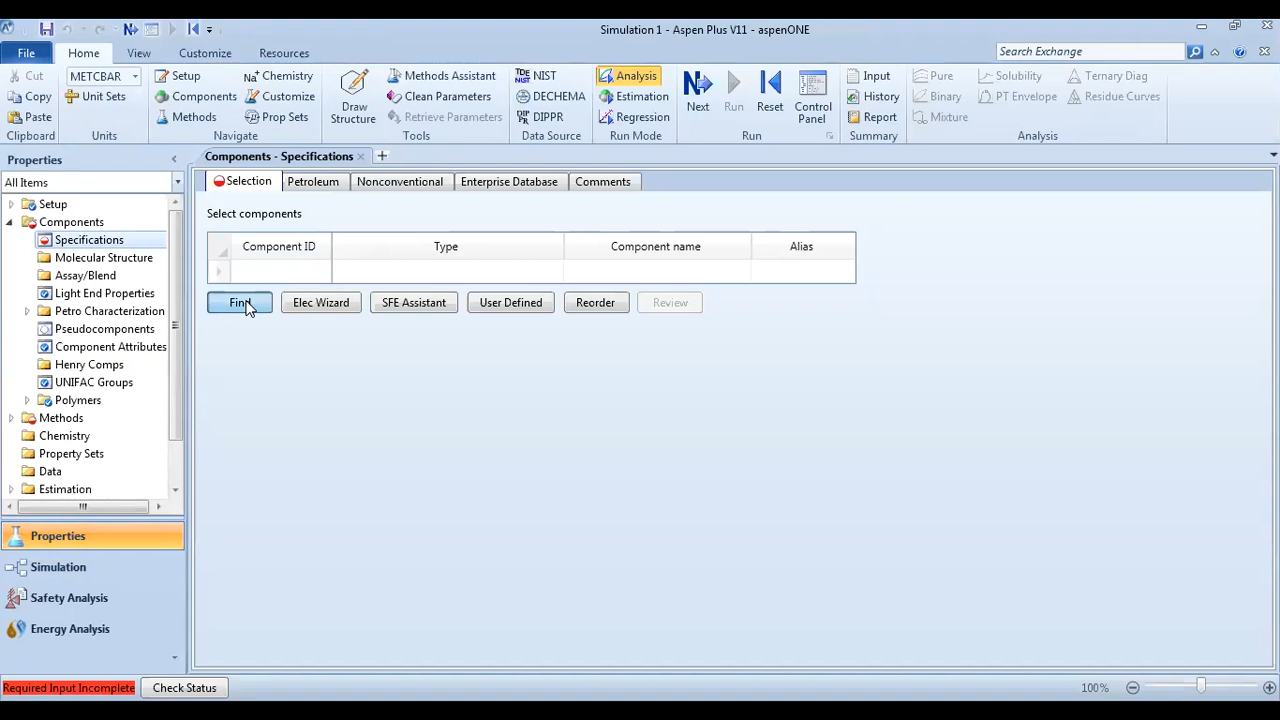 Simulation 1 - Aspen Plus V11 - aspenONE
File Home View Customize Resources Search Exchange
Cut METCBAR Setup Chemistry Methods Assistant NIST Analysis Input Pure Solubility Ternary Diag
Copy Unit Sets Components Customize Draw Structure Clean Parameters DECHEMA Estimation Next Run Reset Control Panel History Binary PT Envelope Residue Curves
Paste Methods Prop Sets Retrieve Parameters DIPPR Regression Report Mixture
Clipboard Units Navigate Tools Data Source Run Mode Run Summary Analysis
Properties
Components - Specifications
All Items
Selection Petroleum Nonconventional Enterprise Database Comments
Setup
Components
Specifications
Molecular Structure
Assay/Blend
Light End Properties
Petro Characterization
Pseudocomponents
Component Attributes
Henry Comps
UNIFAC Groups
Polymers
Methods
Chemistry
Property Sets
Data
Estimation
Select components
Component ID Type Component name Alias
Find Elec Wizard SFE Assistant User Defined Reorder Review
Properties
Simulation
Safety Analysis
Energy Analysis
Required Input Incomplete Check Status 100%